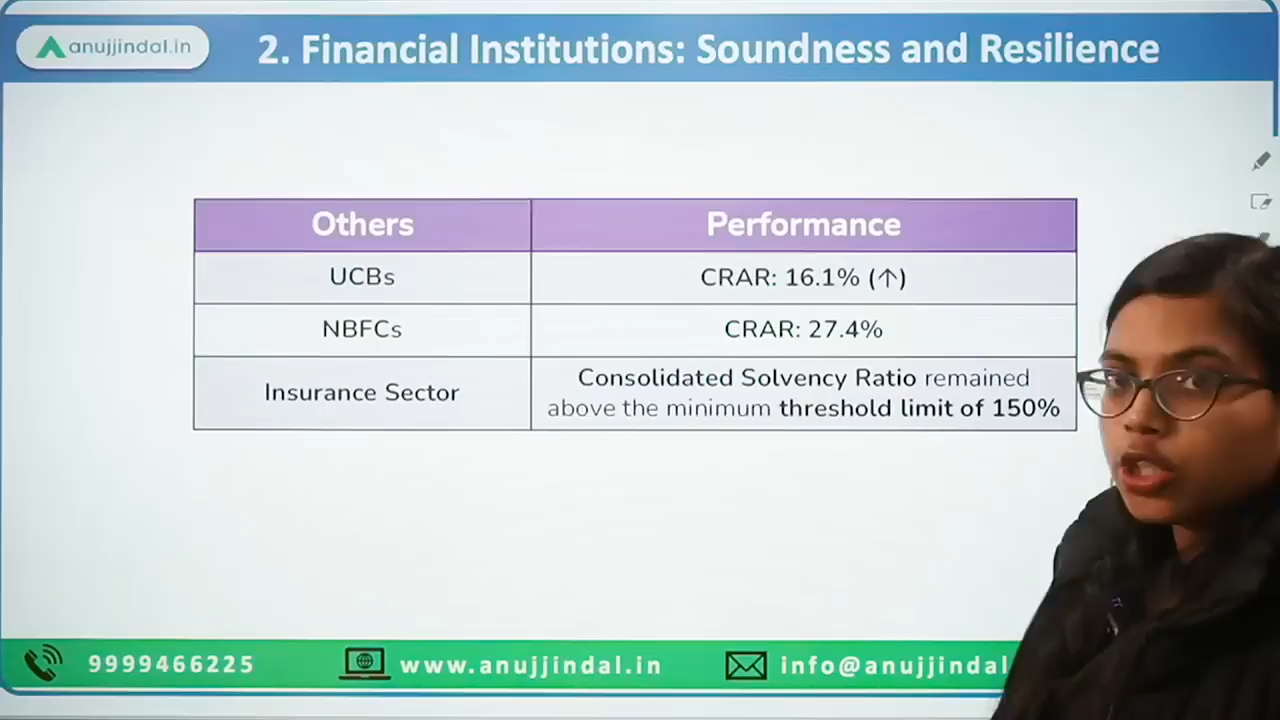 anujjindal.in
2. Financial Institutions: Soundness and Resilience
Others
Performance
UCBs
CRAR: 16.1% (↑)
NBFCs
CRAR: 27.4%
Insurance Sector
Consolidated Solvency Ratio remained
above the minimum threshold limit of 150%
9999466225
www.anujjindal.in
info@anujjindal